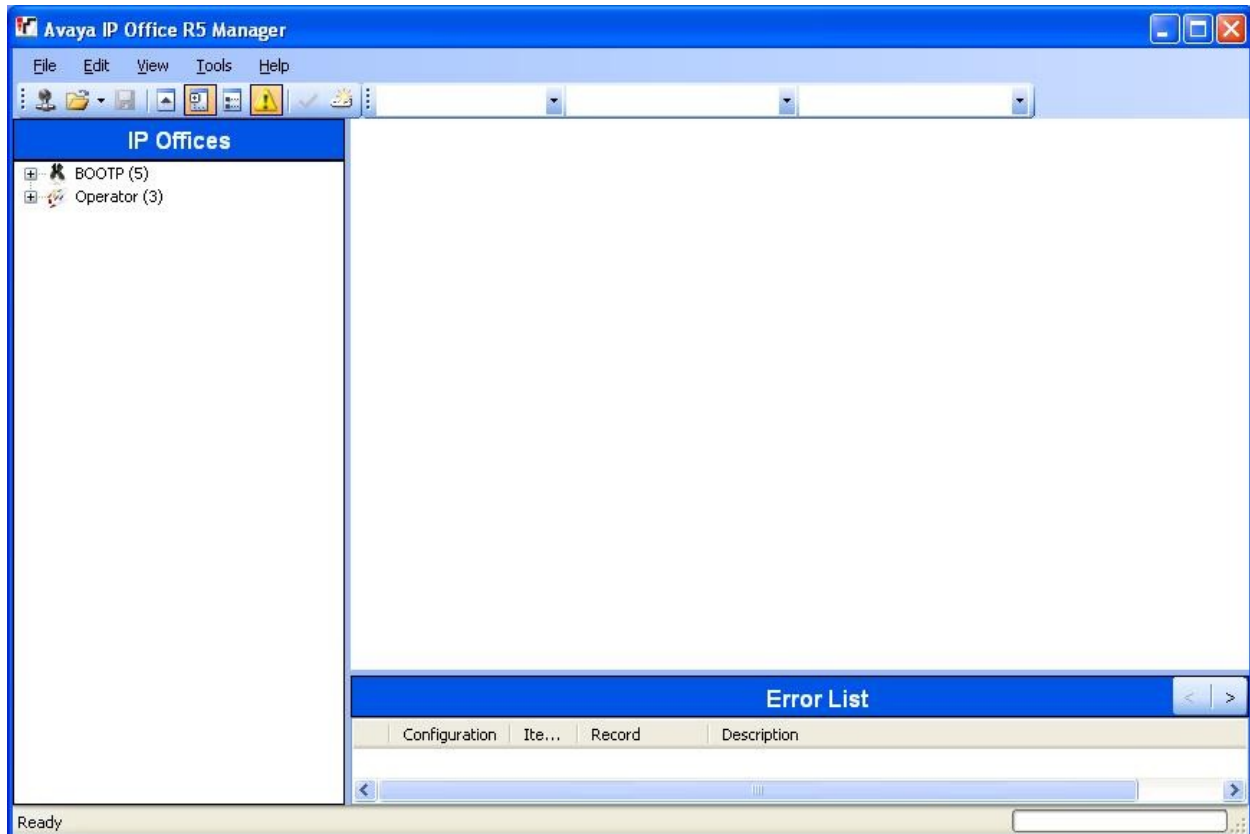 Avaya IP Office R5 Manager
File Edit View Tools Help
IP Offices
BOOTP (5)
Operator (3)
Error List
< >
Configuration Ite... Record Description
Ready